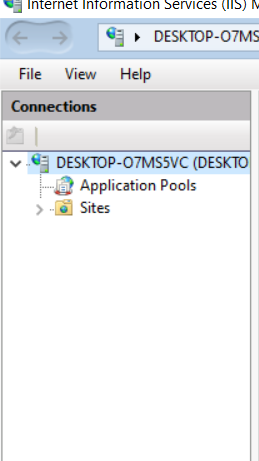 Internet Information Services (IIS) M
DESKTOP-O7MS
File View Help
Connections
DESKTOP-O7MS5VC (DESKTO
Application Pools
Sites